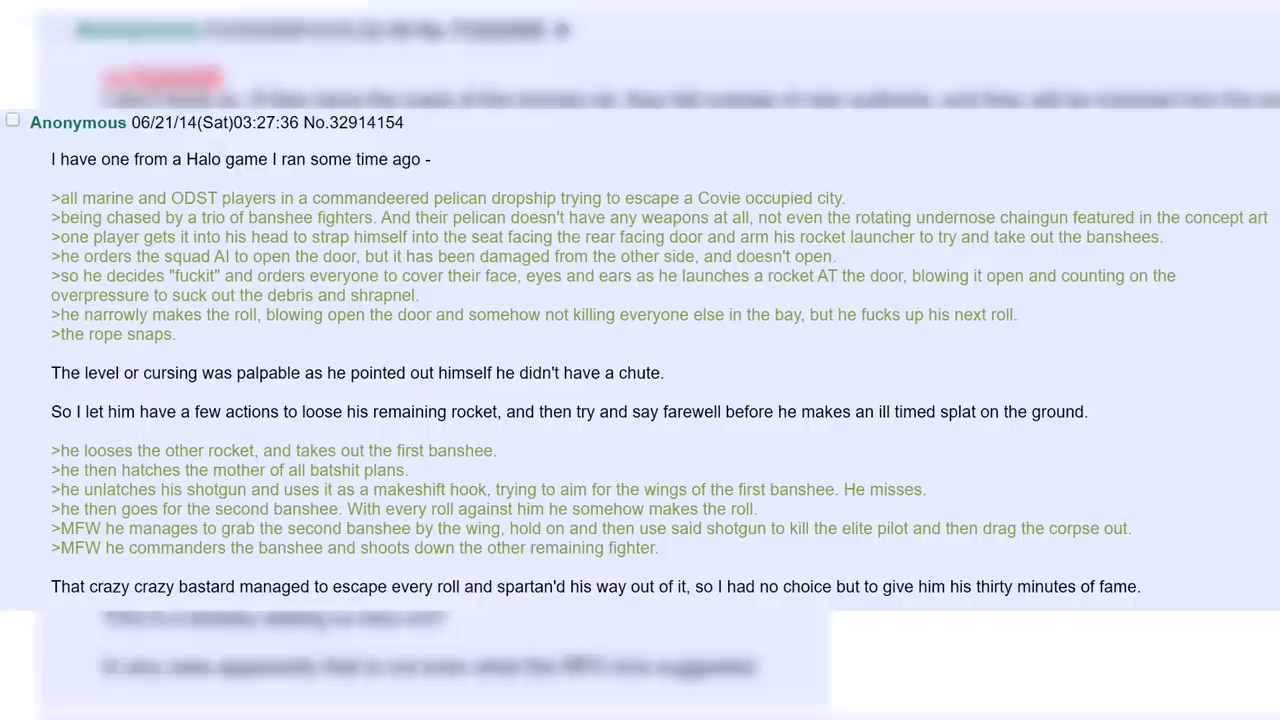 Anonymous 06/21/14(Sat)03:27:36 No.32914154
I have one from a Halo game I ran some time ago -
>all marine and ODST players in a commandeered pelican dropship trying to escape a Covie occupied city.
>being chased by a trio of banshee fighters. And their pelican doesn't have any weapons at all, not even the rotating undernose chaingun featured in the concept art
>one player gets it into his head to strap himself into the seat facing the rear facing door and arm his rocket launcher to try and take out the banshees.
>he orders the squad AI to open the door, but it has been damaged from the other side, and doesn't open.
>so he decides "fuckit" and orders everyone to cover their face, eyes and ears as he launches a rocket AT the door, blowing it open and counting on the
overpressure to suck out the debris and shrapnel.
>he narrowly makes the roll, blowing open the door and somehow not killing everyone else in the bay, but he fucks up his next roll.
>the rope snaps.
The level or cursing was palpable as he pointed out himself he didn't have a chute.
So I let him have a few actions to loose his remaining rocket, and then try and say farewell before he makes an ill timed splat on the ground.
>he looses the other rocket, and takes out the first banshee.
>he then hatches the mother of all batshit plans.
>he unlatches his shotgun and uses it as a makeshift hook, trying to aim for the wings of the first banshee. He misses.
>he then goes for the second banshee. With every roll against him he somehow makes the roll.
>MFW he manages to grab the second banshee by the wing, hold on and then use said shotgun to kill the elite pilot and then drag the corpse out.
>MFW he commanders the banshee and shoots down the other remaining fighter.
That crazy crazy bastard managed to escape every roll and spartan'd his way out of it, so I had no choice but to give him his thirty minutes of fame.